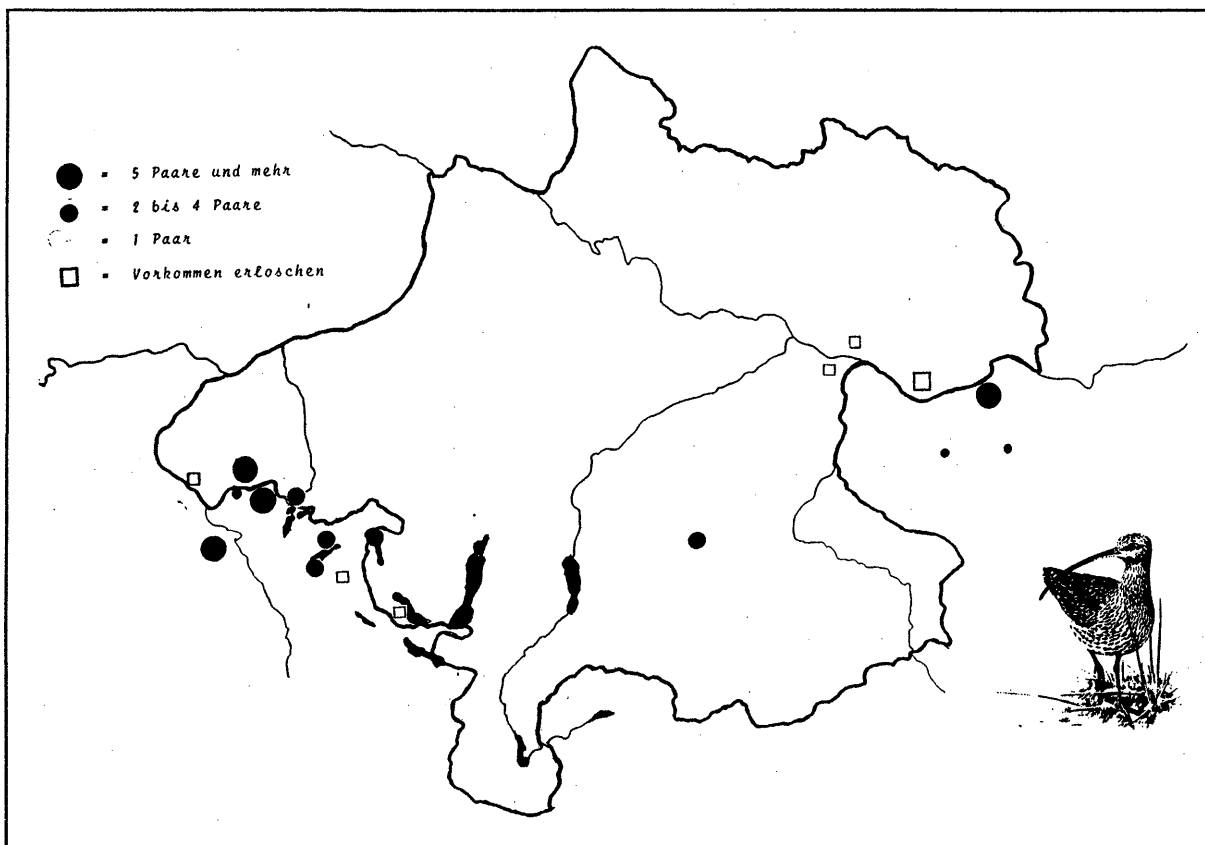 = 5 Paare und mehr
= 2 bis 4 Paare
= 1 Paar
= Vorkommen erloschen